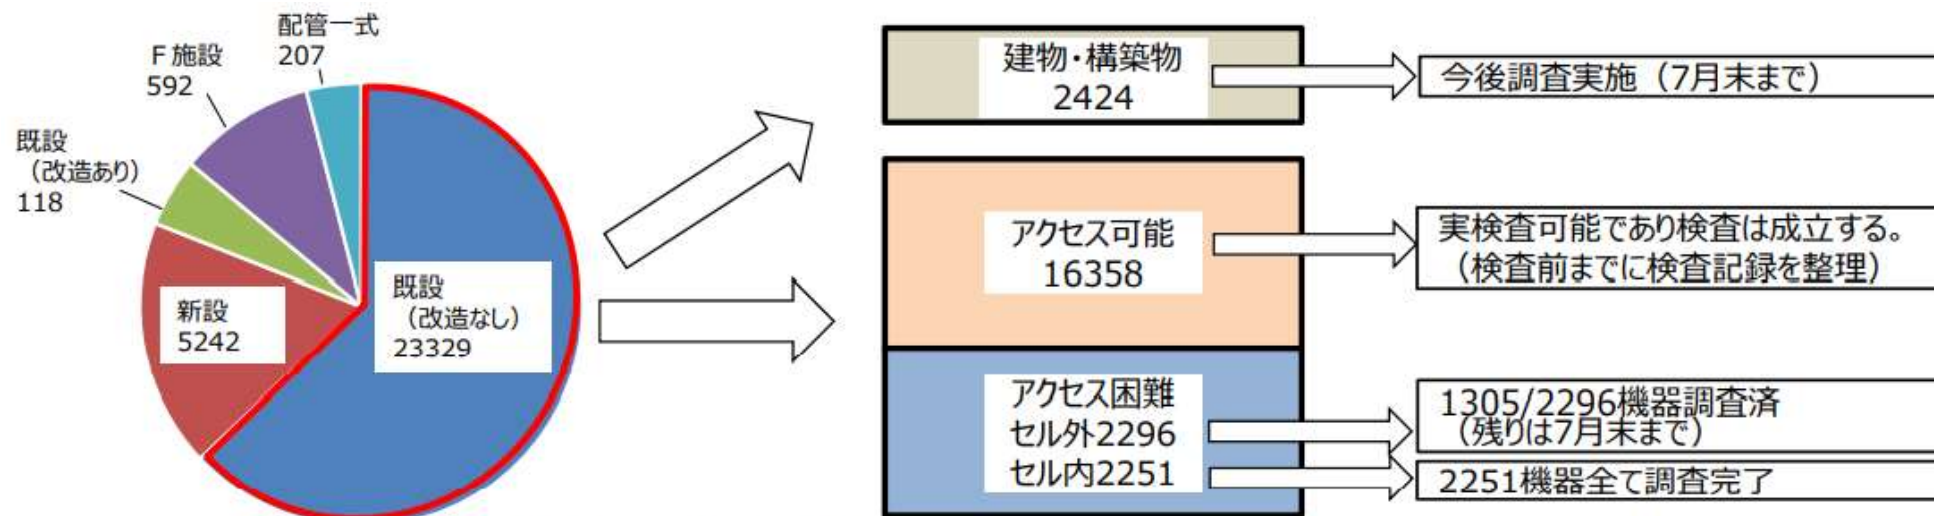 配管一式
207
F施設
592
既設
（改造あり）
118
新設
5242
既設
（改造なし）
23329
建物・構築物
2424
今後調査実施（7月末まで）
アクセス可能
16358
実検査可能であり検査は成立する。
（検査前までに検査記録を整理）
アクセス困難
セル外2296
セル内2251
1305/2296機器調査済
（残りは7月末まで）
2251機器全て調査完了